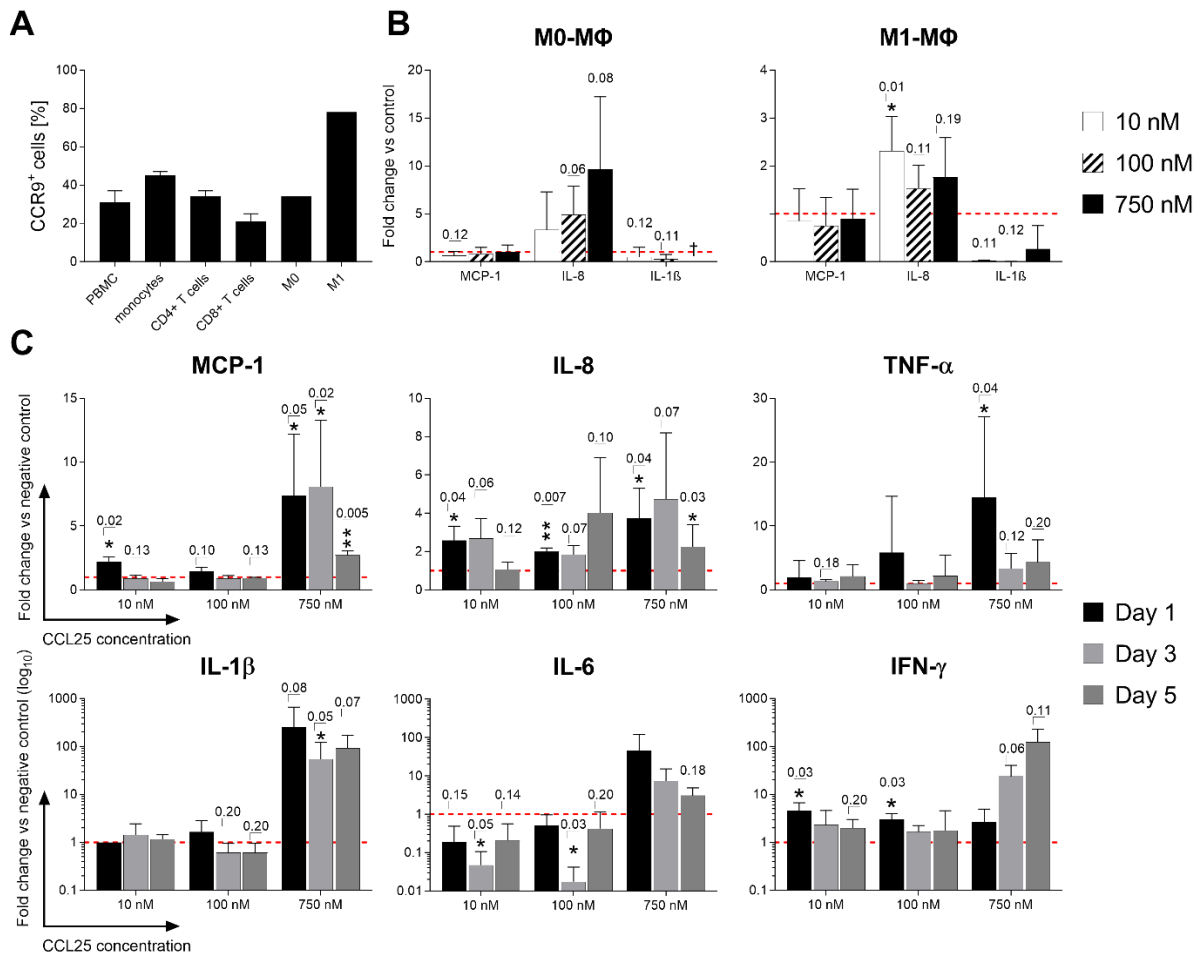 A
CCR9+ cells [%]
100
80
60
40
20
0
PBMC
monocytes
CD4+ T cells
CD8+ T cells
M0
M1
B
M0-MΦ
Fold change vs control
20
15
10
5
0
0.12
0.06
0.08
0.12
0.11
†
MCP-1
IL-8
IL-1ß
M1-MΦ
4
3
2
1
0
0.01
*
0.11
0.19
0.11
0.12
MCP-1
IL-8
IL-1ß
10 nM
100 nM
750 nM
C
MCP-1
Fold change vs negative control
15
10
5
0
0.02
*
0.13
0.10
0.13
0.05
*
0.02
*
0.005
**
10 nM
100 nM
750 nM
CCL25 concentration
IL-8
10
8
6
4
2
0
0.04
*
0.06
0.12
0.007
**
0.07
0.10
0.04
*
0.07
0.03
*
10 nM
100 nM
750 nM
TNF-α
30
20
10
0
0.18
0.04
*
0.12
0.20
10 nM
100 nM
750 nM
Day 1
Day 3
Day 5
IL-1β
Fold change vs negative control (log10)
1000
100
10
1
0.1
0.20
0.20
0.08
0.05
*
0.07
10 nM
100 nM
750 nM
CCL25 concentration
IL-6
1000
100
10
1
0.1
0.01
0.15
0.05
*
0.14
0.03
*
0.20
0.18
10 nM
100 nM
750 nM
IFN-γ
1000
100
10
1
0.1
0.03
*
0.20
0.03
*
0.06
0.11
10 nM
100 nM
750 nM